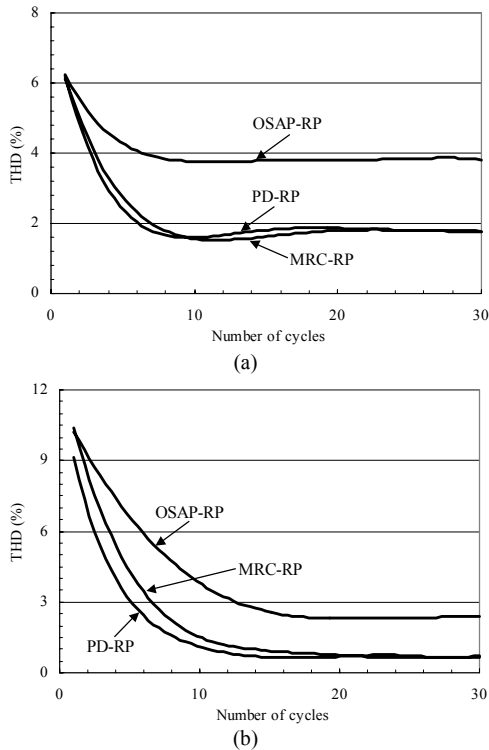 8
6
4
2
0
THD (%)
OSAP-RP
PD-RP
MRC-RP
0 10 20 30
Number of cycles
(a)
12
9
6
3
0
THD (%)
OSAP-RP
MRC-RP
PD-RP
0 10 20 30
Number of cycles
(b)